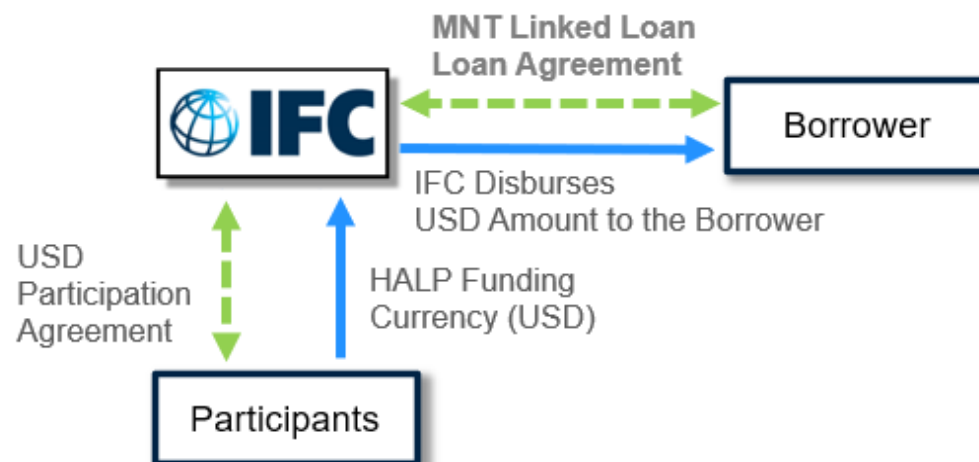 MNT Linked Loan
Loan Agreement
IFC
Borrower
IFC Disburses
USD Amount to the Borrower
USD
Participation
Agreement
HALP Funding
Currency (USD)
Participants